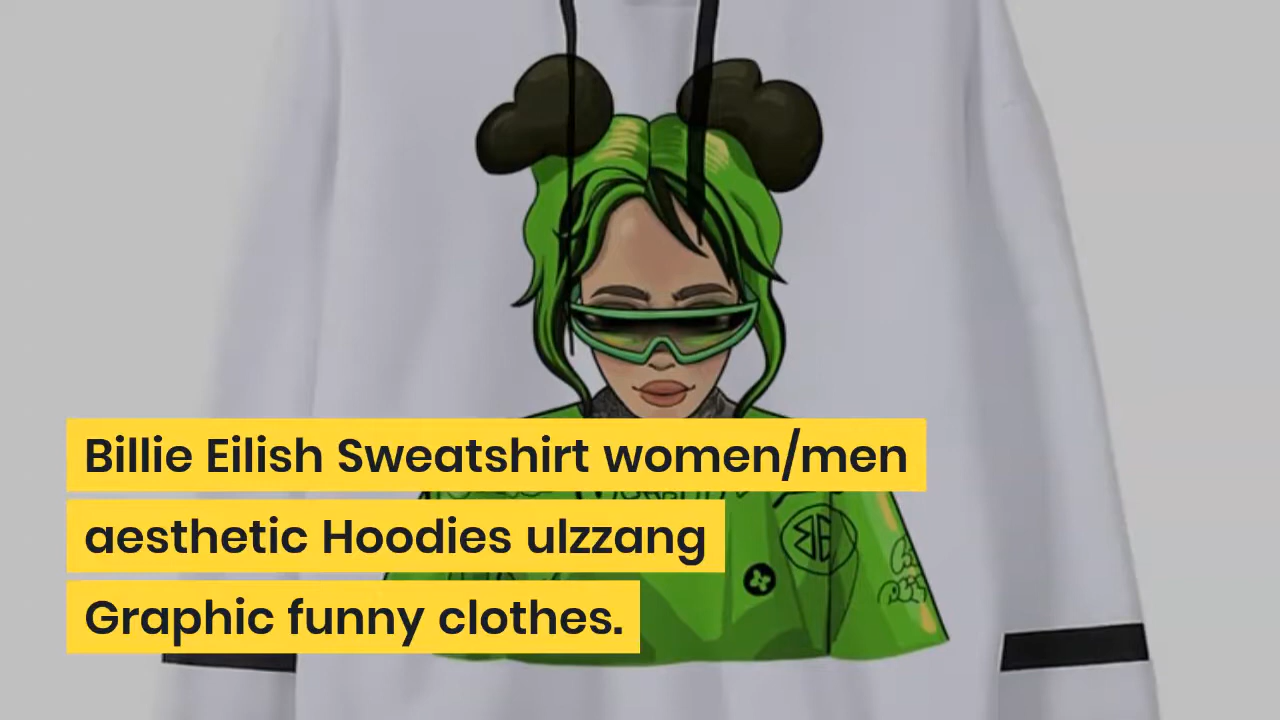 Billie Eilish Sweatshirt women/men
aesthetic Hoodies ulzzang
Graphic funny clothes.